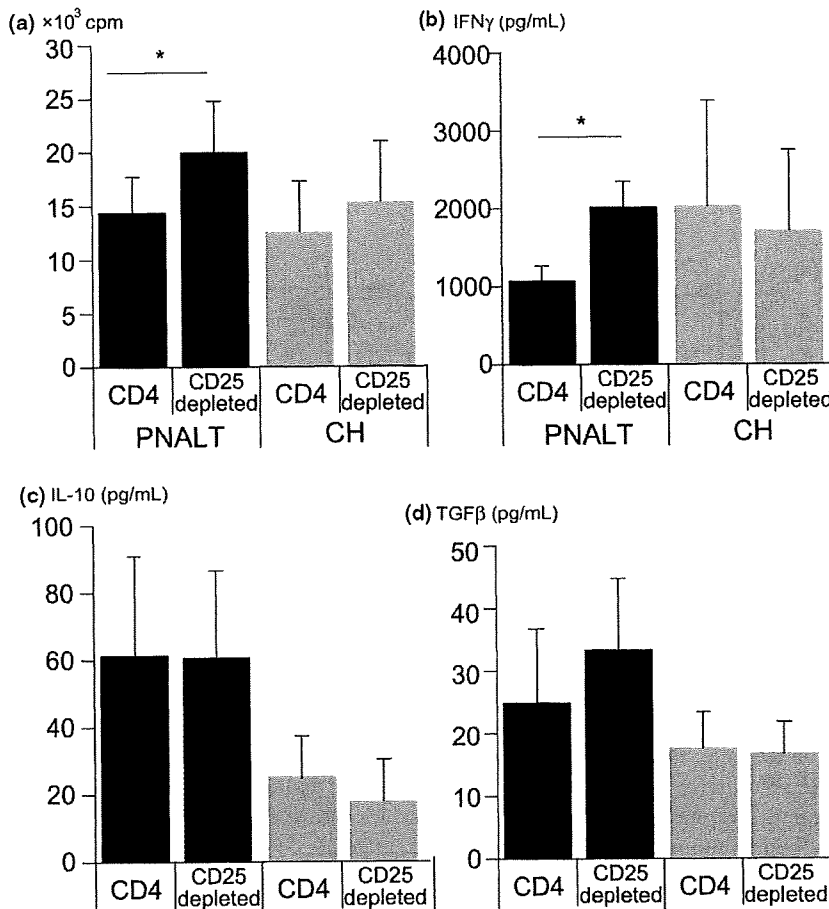 (a) ×10³ cpm
30
25
20
15
10
5
0
*
CD4
CD25 depleted
CD4
CD25 depleted
PNALT
CH
(b) IFNγ (pg/mL)
4000
3000
2000
1000
0
*
CD4
CD25 depleted
CD4
CD25 depleted
PNALT
CH
(c) IL-10 (pg/mL)
100
80
60
40
20
0
CD4
CD25 depleted
CD4
CD25 depleted
(d) TGFβ (pg/mL)
50
40
30
20
10
0
CD4
CD25 depleted
CD4
CD25 depleted